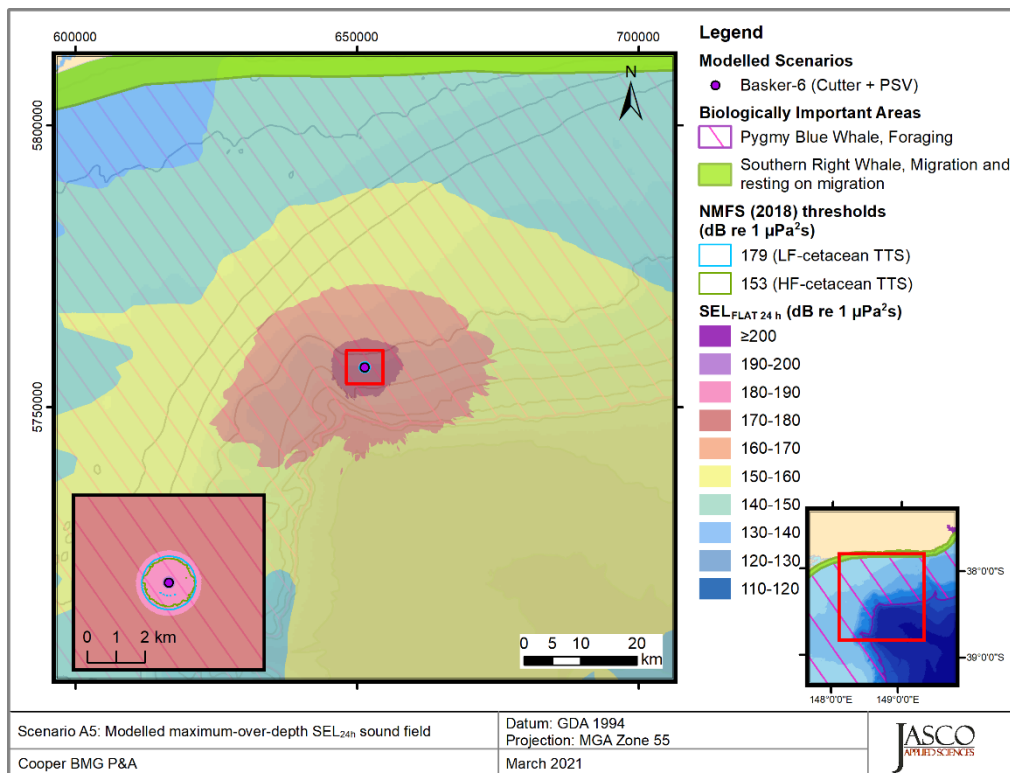 600000
650000
700000
5800000
5750000
N
0 1 2 km
0 5 10 20
km
Legend
Modelled Scenarios
Basker-6 (Cutter + PSV)
Biologically Important Areas
Pygmy Blue Whale, Foraging
Southern Right Whale, Migration and
resting on migration
NMFS (2018) thresholds
(dB re 1 µPa²s)
179 (LF-cetacean TTS)
153 (HF-cetacean TTS)
SELFLAT 24 h (dB re 1 µPa²s)
≥200
190-200
180-190
170-180
160-170
150-160
140-150
130-140
120-130
110-120
38°0'0"S
39°0'0"S
148°0'0"E
149°0'0"E
Scenario A5: Modelled maximum-over-depth SEL24h sound field
Datum: GDA 1994
Projection: MGA Zone 55
Cooper BMG P&A
March 2021
JASCO
APPLIED SCIENCES